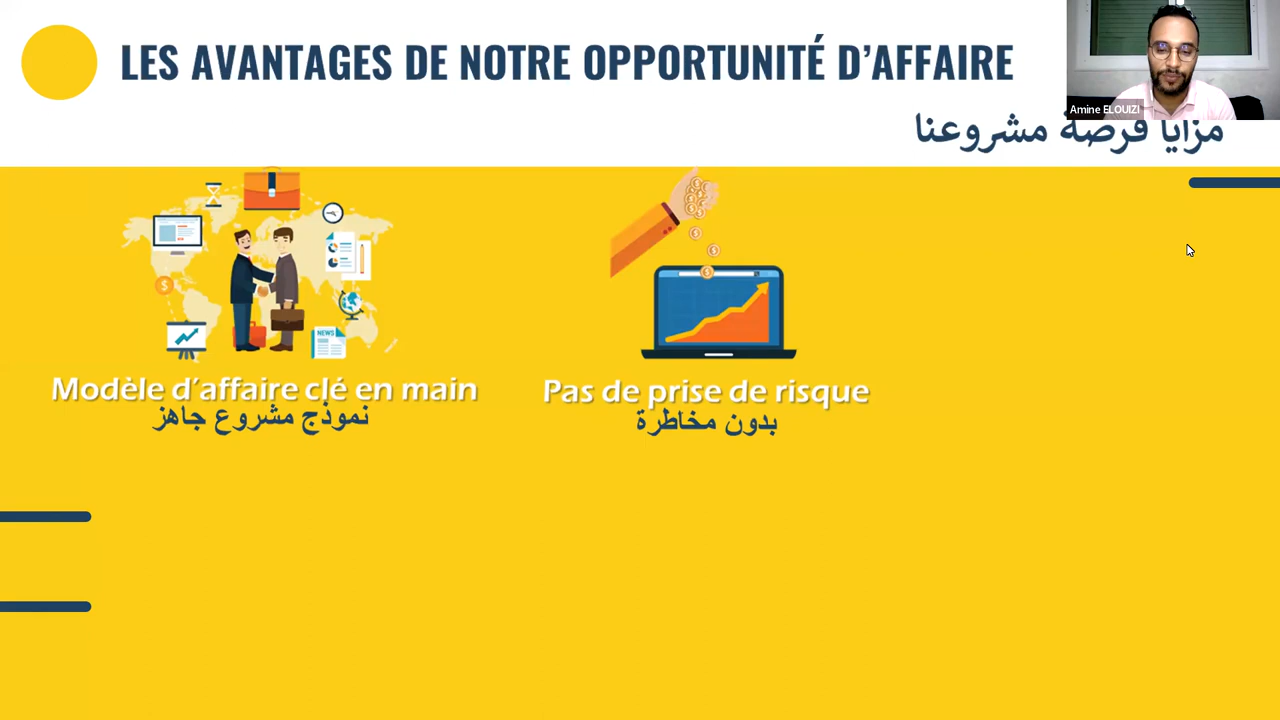 LES AVANTAGES DE NOTRE OPPORTUNITÉ D’AFFAIRE
Amine ELOUIZI
مزايا فرصة مشروعنا
NEWS
Modèle d’affaire clé en main
نموذج مشروع جاهز
Pas de prise de risque
بدون مخاطرة